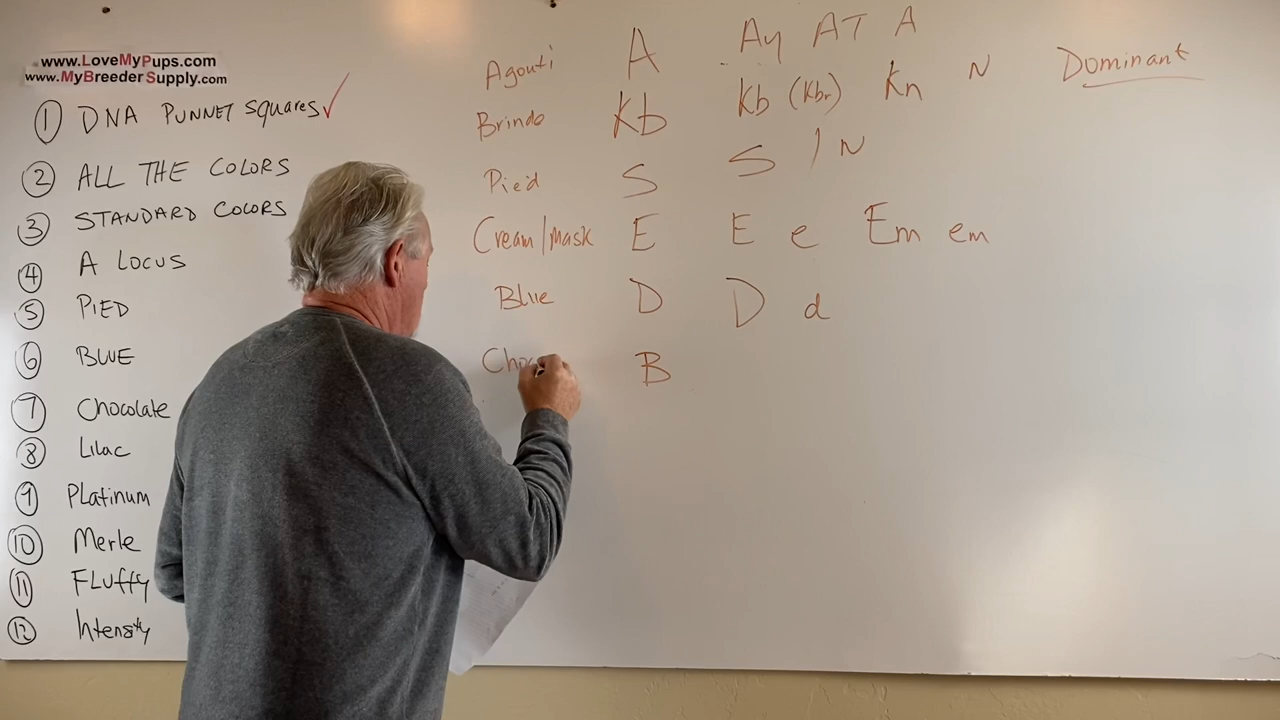 www.LoveMyPups.com
www.MyBreederSupply.com
1 DNA PUNNET squares ✓
2 ALL THE COLORS
3 STANDARD COLORS
4 A LOCUS
5 PIED
6 BLUE
7 Chocolate
8 Lilac
9 Platinum
10 Merle
11 FLuffy
12 Intensity
Agouti A Ay AT A
Brindle Kb Kb (Kbr) Kn N Dominant
Pied S S / N
Cream/mask E E e Em em
Blue D D d
Choc B